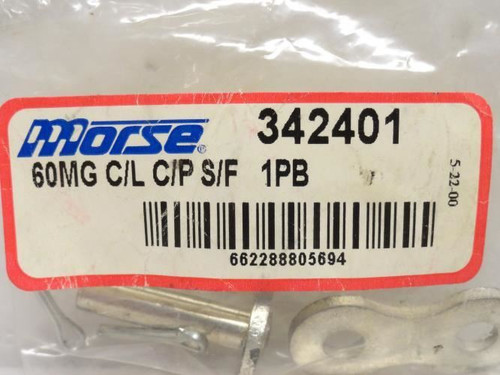 Morse® 342401
60MG C/L C/P S/F 1PB
5-22-00
662288805694